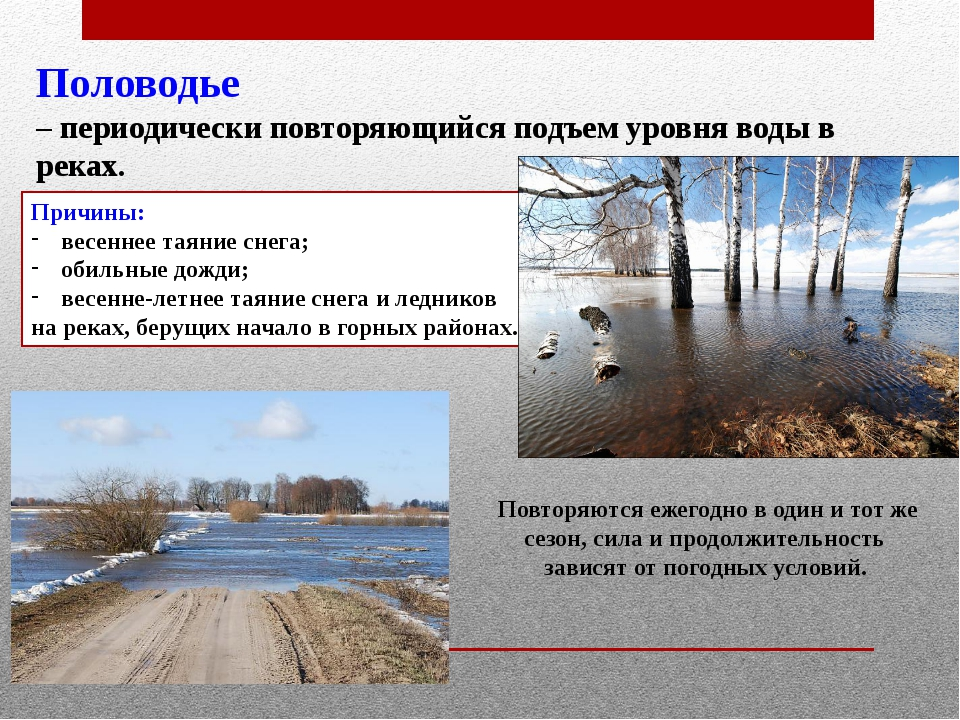 Половодье
– периодически повторяющийся подъем уровня воды в
реках.
Причины:
- весеннее таяние снега;
- обильные дожди;
- весенне-летнее таяние снега и ледников
на реках, берущих начало в горных районах.
Повторяются ежегодно в один и тот же
сезон, сила и продолжительность
зависят от погодных условий.